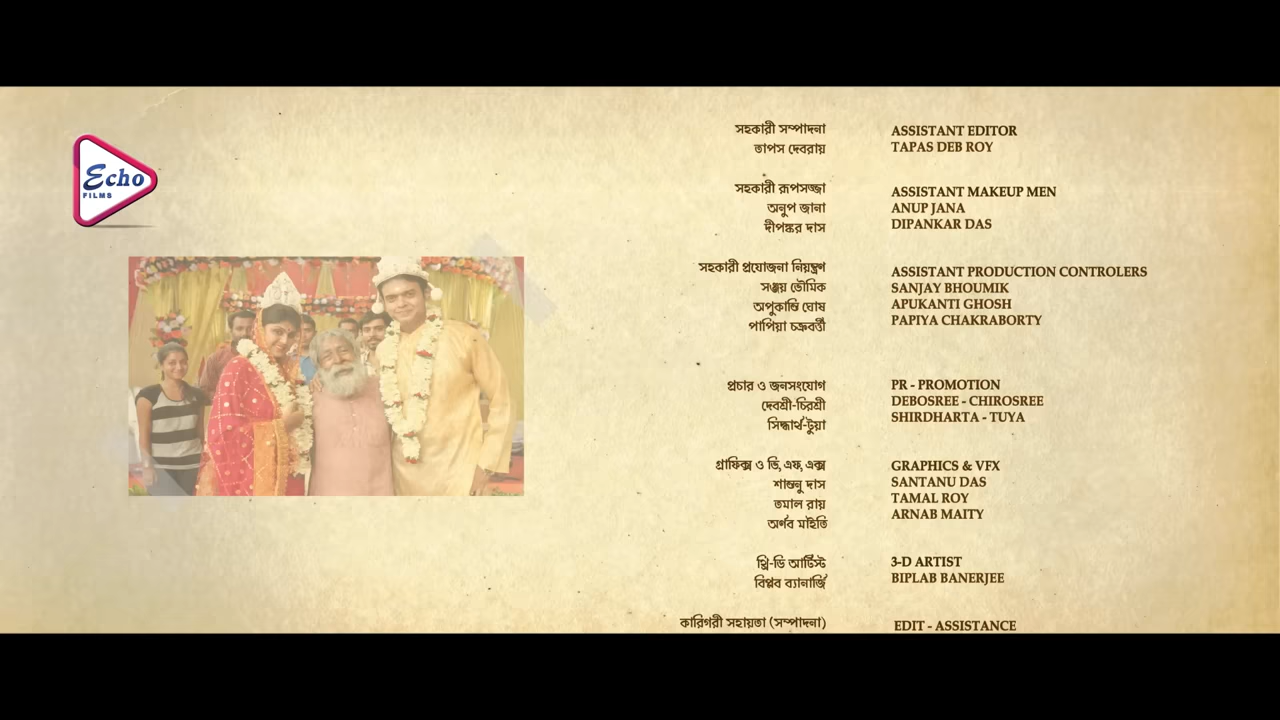 Echo
FILMS
সহকারী সম্পাদনা
তাপস দেবরায়
ASSISTANT EDITOR
TAPAS DEB ROY
সহকারী রূপসজ্জা
অনুপ জানা
দীপঙ্কর দাস
ASSISTANT MAKEUP MEN
ANUP JANA
DIPANKAR DAS
সহকারী প্রযোজনা নিয়ন্ত্রণ
সঞ্জয় ভৌমিক
অপুকান্তি ঘোষ
পাপিয়া চক্রবর্ত্তী
ASSISTANT PRODUCTION CONTROLERS
SANJAY BHOUMIK
APUKANTI GHOSH
PAPIYA CHAKRABORTY
প্রচার ও জনসংযোগ
দেবশ্রী-চিরশ্রী
সিদ্ধার্থ-টুয়া
PR - PROMOTION
DEBOSREE - CHIROSREE
SHIRDHARTA - TUYA
গ্রাফিক্স ও ভি, এফ, এক্স
শান্তনু দাস
তমাল রায়
অর্ণব মাইতি
GRAPHICS & VFX
SANTANU DAS
TAMAL ROY
ARNAB MAITY
থ্রি-ডি আর্টিস্ট
বিপ্লব ব্যানার্জি
3-D ARTIST
BIPLAB BANERJEE
কারিগরী সহায়তা (সম্পাদনা)
EDIT - ASSISTANCE